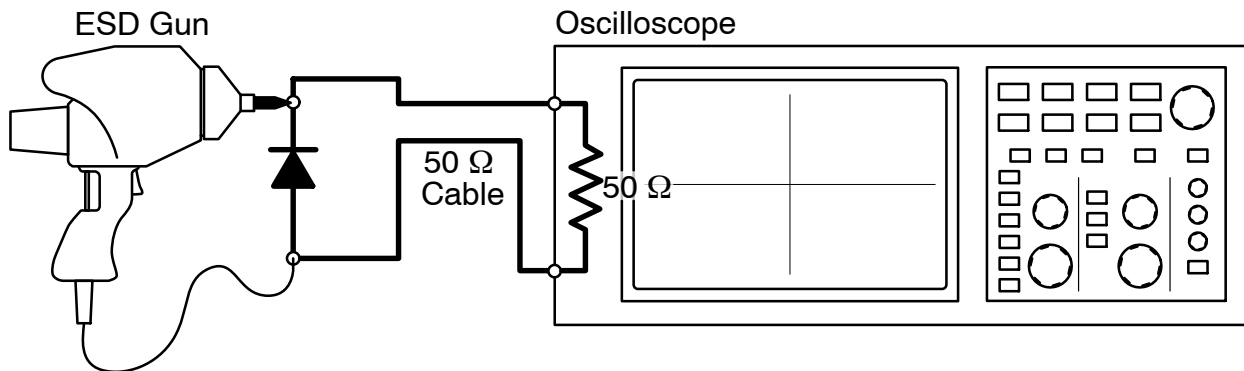 ESD Gun
Oscilloscope
50 Ω
Cable
50 Ω